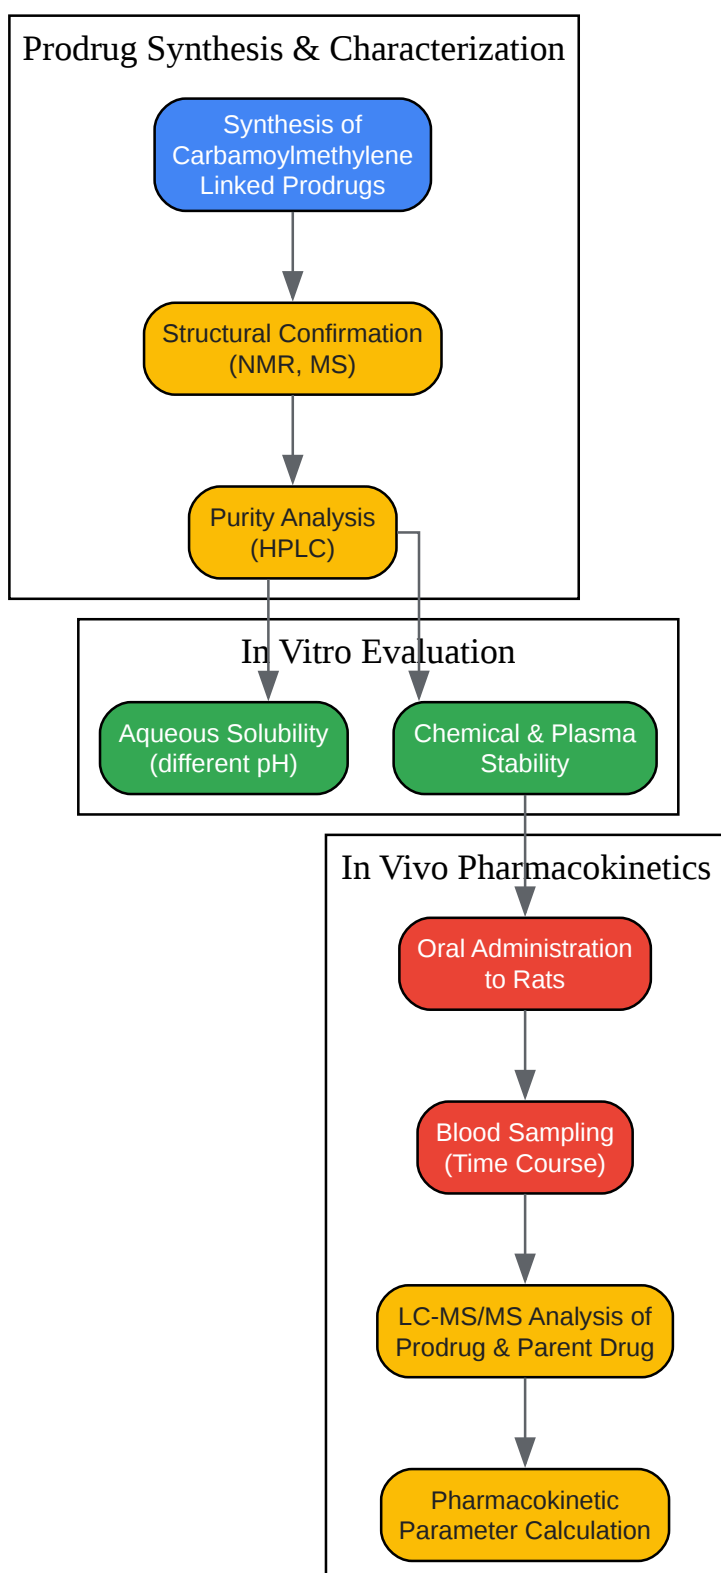 Prodrug Synthesis & Characterization
Synthesis of
Carbamoylmethylene
Linked Prodrugs
Structural Confirmation
(NMR, MS)
Purity Analysis
(HPLC)
In Vitro Evaluation
Aqueous Solubility
(different pH)
Chemical & Plasma
Stability
In Vivo Pharmacokinetics
Oral Administration
to Rats
Blood Sampling
(Time Course)
LC-MS/MS Analysis of
Prodrug & Parent Drug
Pharmacokinetic
Parameter Calculation